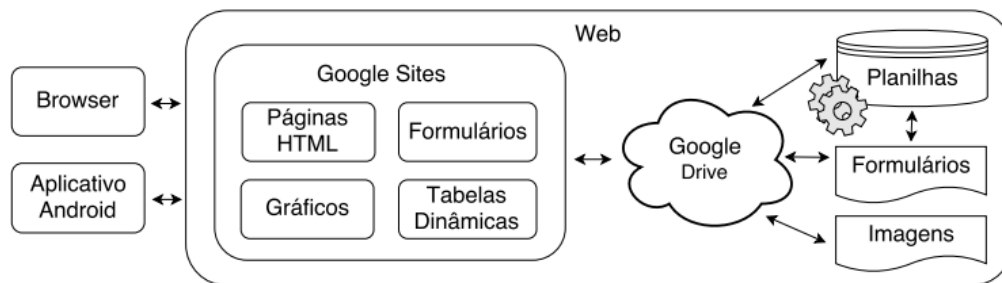 Web
Browser
Aplicativo
Android
Google Sites
Páginas
HTML
Formulários
Gráficos
Tabelas
Dinâmicas
Google
Drive
Planilhas
Formulários
Imagens